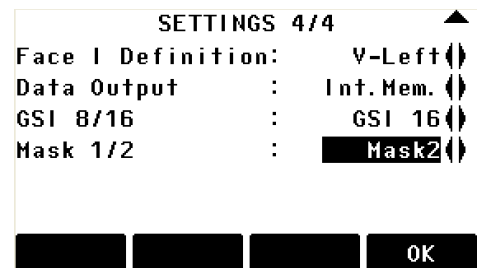 SETTINGS 4/4
Face I Definition: V-Left
Data Output : Int.Mem.
GSI 8/16 : GSI 16
Mask 1/2 : Mask2
OK